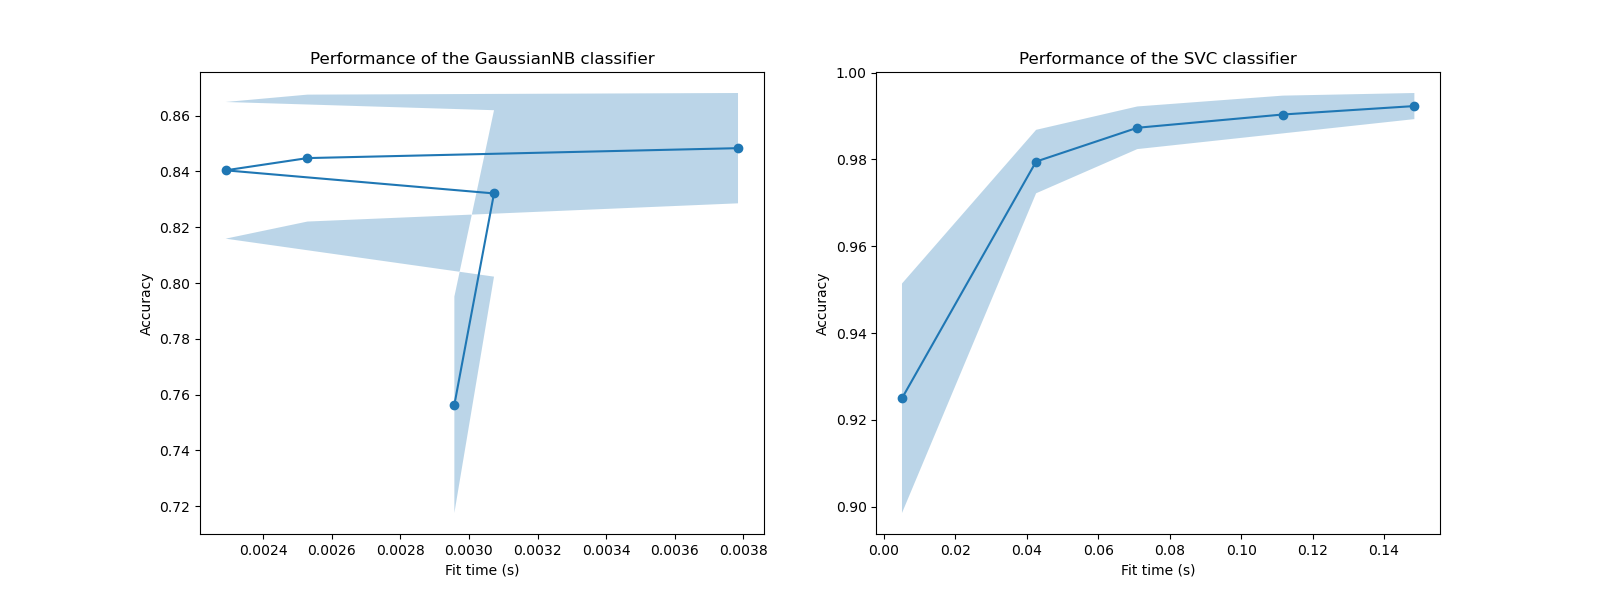 Performance of the GaussianNB classifier
0.86
0.84
0.82
0.80
0.78
0.76
0.74
0.72
Accuracy
0.0024 0.0026 0.0028 0.0030 0.0032 0.0034 0.0036 0.0038
Fit time (s)
Performance of the SVC classifier
1.00
0.98
0.96
0.94
0.92
0.90
Accuracy
0.00 0.02 0.04 0.06 0.08 0.10 0.12 0.14
Fit time (s)